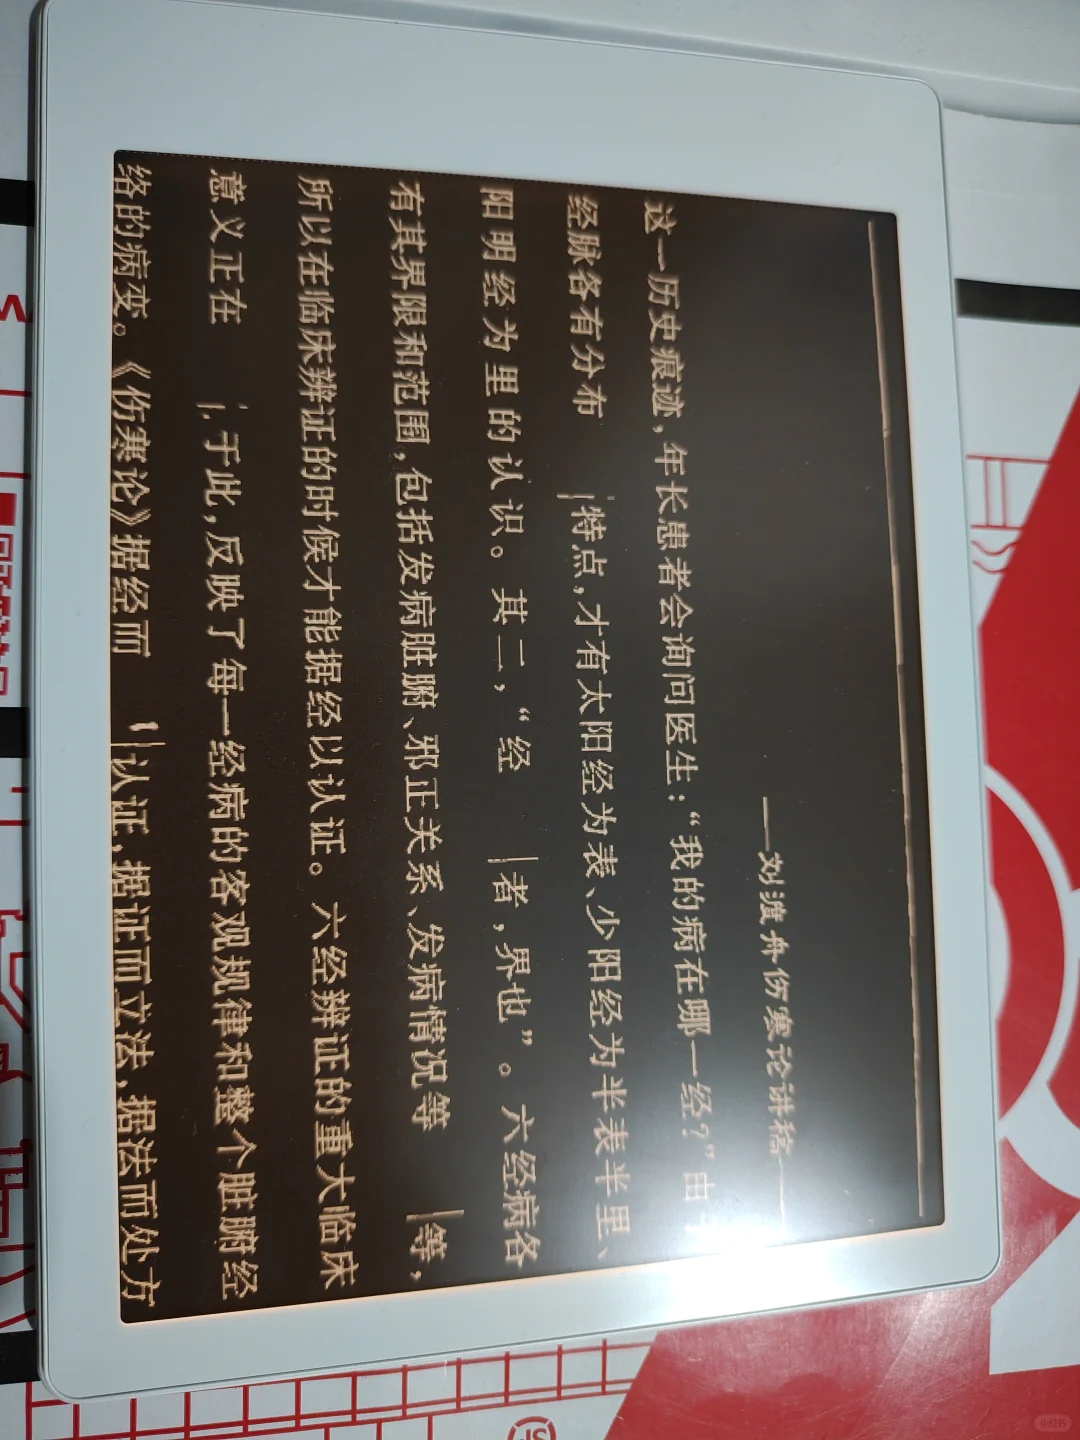 ——刘渡舟伤寒论讲稿——
这一历史痕迹，年长患者会询问医生：“我的病在哪一经？”由
经脉各有分布 特点，才有太阳经为表、少阳经为半表半里、
阳明经为里的认识。其二，“经 者，界也”。六经病各
有其界限和范围，包括发病脏腑、邪正关系、发病情况等 等，
所以在临床辨证的时候才能据经以认证。六经辨证的重大临床
意义正在 于此，反映了每一经病的客观规律和整个脏腑经
络的病变。《伤寒论》据经而 认证，据证而立法，据法而处方
小红书